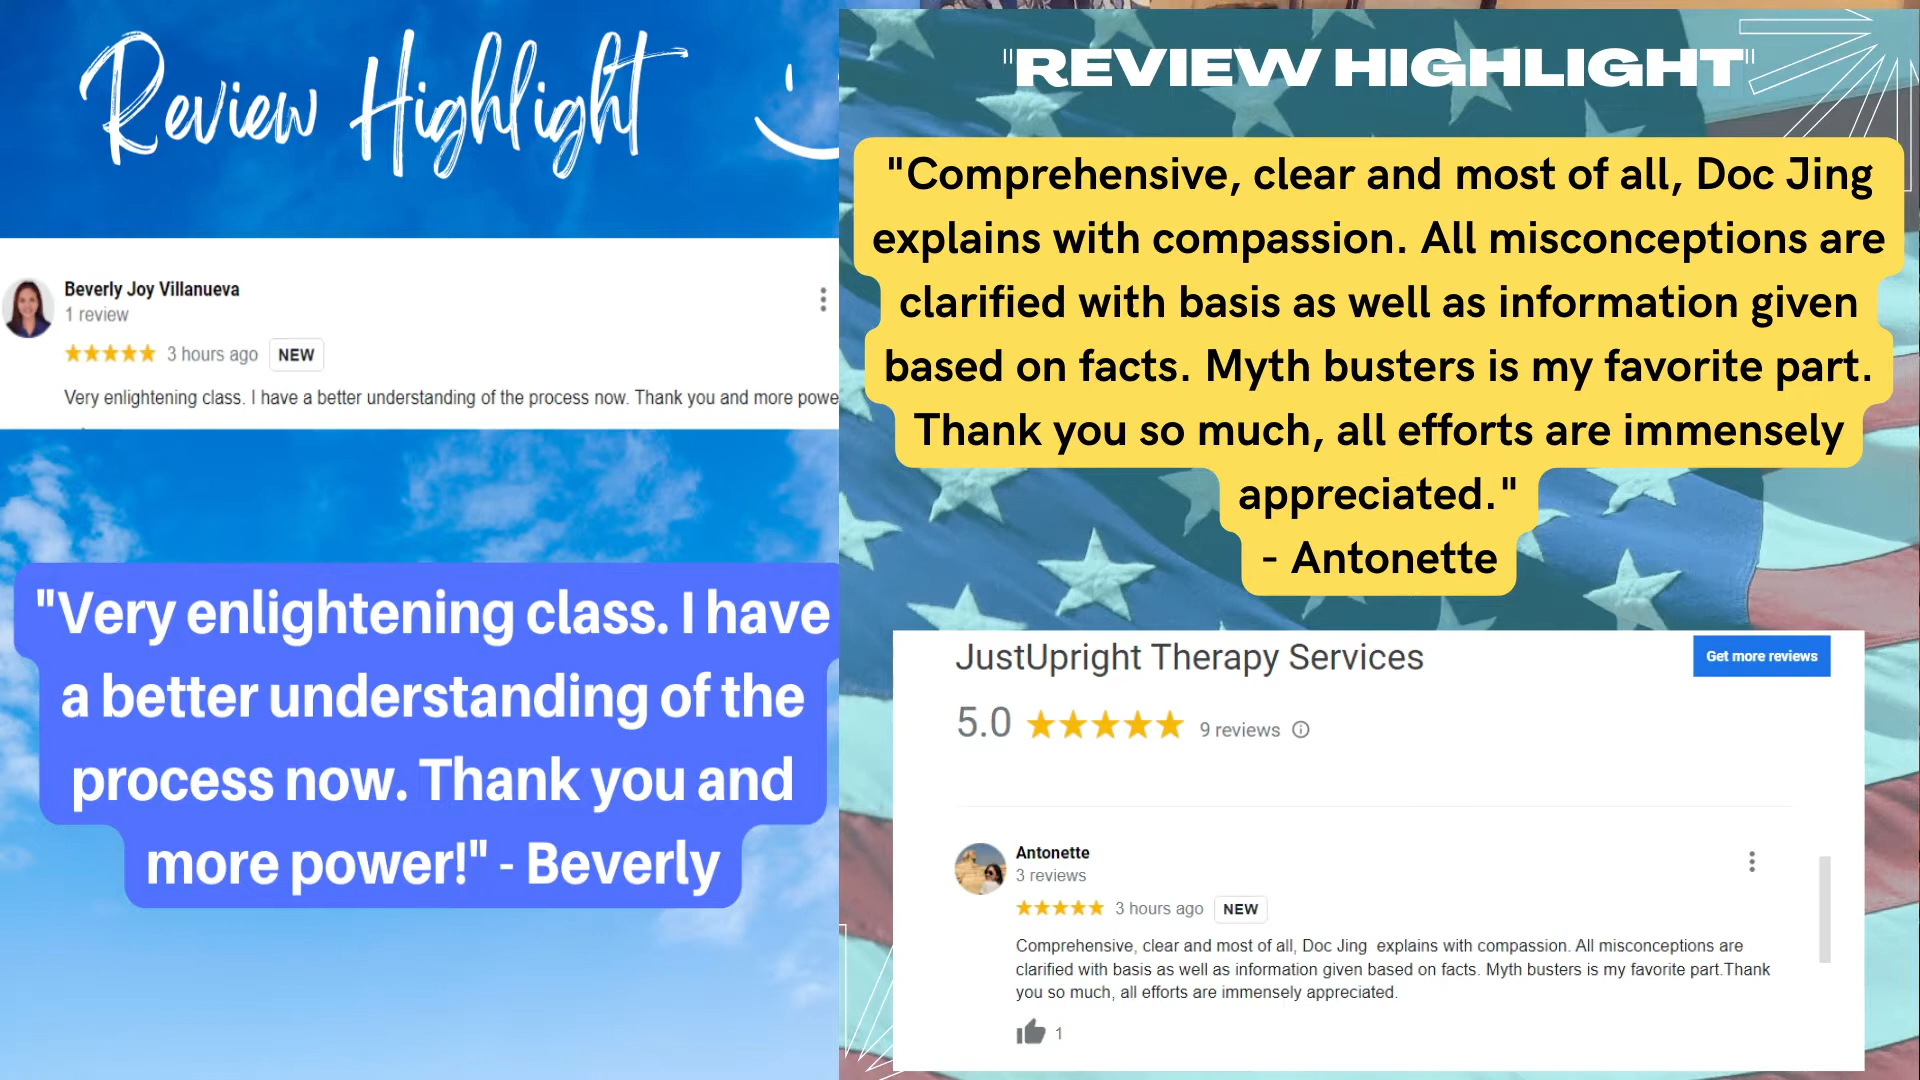 Review Highlight
Beverly Joy Villanueva
1 review
3 hours ago NEW
Very enlightening class. I have a better understanding of the process now. Thank you and more powe
"Very enlightening class. I have
a better understanding of the
process now. Thank you and
more power!" - Beverly
"REVIEW HIGHLIGHT"
"Comprehensive, clear and most of all, Doc Jing
explains with compassion. All misconceptions are
clarified with basis as well as information given
based on facts. Myth busters is my favorite part.
Thank you so much, all efforts are immensely
appreciated."
- Antonette
JustUpright Therapy Services
Get more reviews
5.0 9 reviews
Antonette
3 reviews
3 hours ago NEW
Comprehensive, clear and most of all, Doc Jing explains with compassion. All misconceptions are
clarified with basis as well as information given based on facts. Myth busters is my favorite part.Thank
you so much, all efforts are immensely appreciated.
1